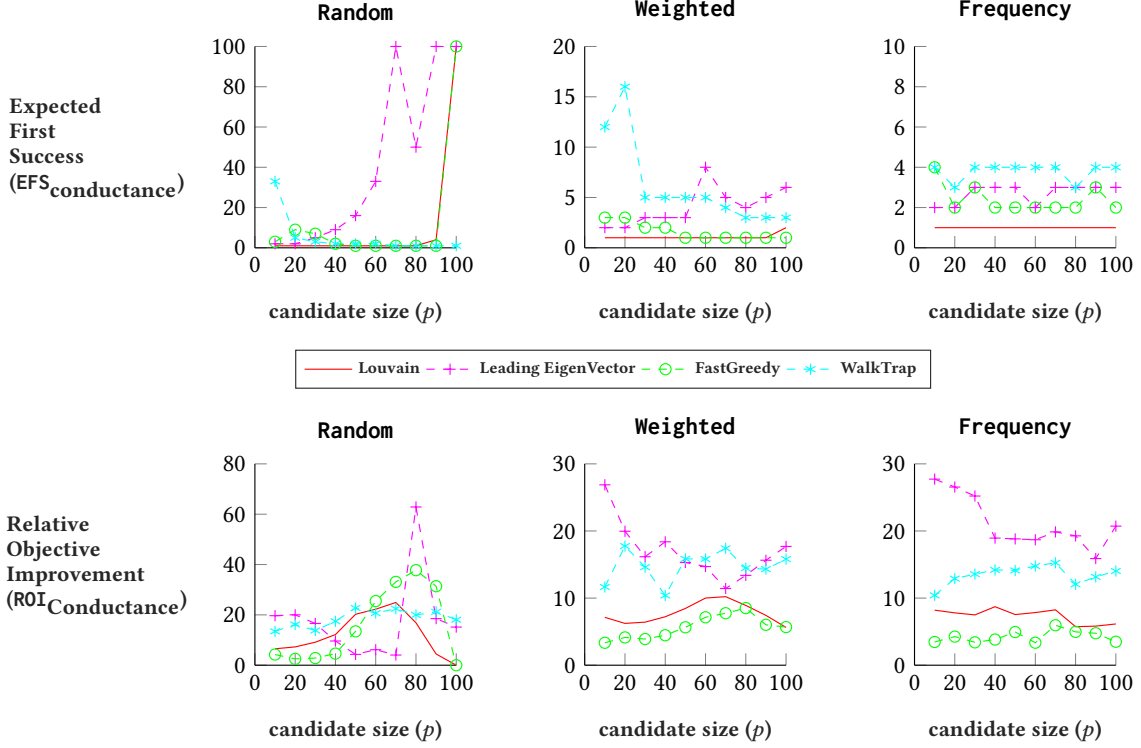 Random
Weighted
Frequency
Expected
First
Success
(EFSconductance)
100
80
60
40
20
0
0 20 40 60 80 100
candidate size (p)
20
15
10
5
0
0 20 40 60 80 100
candidate size (p)
10
8
6
4
2
0
0 20 40 60 80 100
candidate size (p)
Louvain Leading EigenVector FastGreedy WalkTrap
Random
Weighted
Frequency
Relative
Objective
Improvement
(ROIConductance)
80
60
40
20
0
0 20 40 60 80 100
candidate size (p)
30
20
10
0
0 20 40 60 80 100
candidate size (p)
30
20
10
0
0 20 40 60 80 100
candidate size (p)